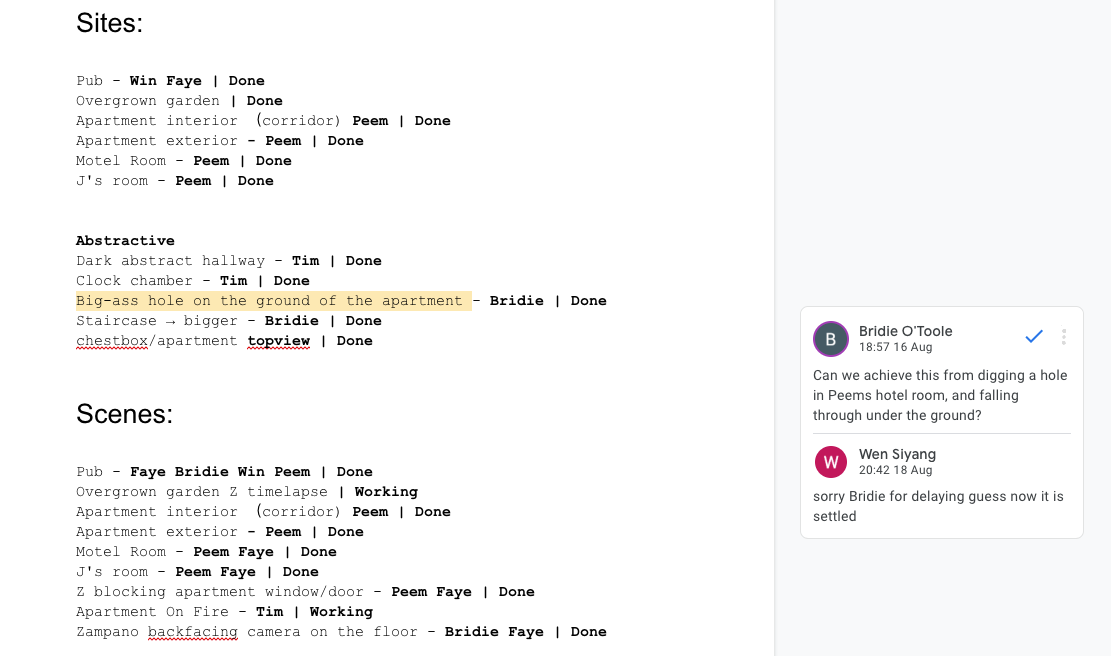 Sites:
Pub - Win Faye | Done
Overgrown garden | Done
Apartment interior (corridor) Peem | Done
Apartment exterior - Peem | Done
Motel Room - Peem | Done
J's room - Peem | Done
Abstractive
Dark abstract hallway - Tim | Done
Clock chamber - Tim | Done
Big-ass hole on the ground of the apartment - Bridie | Done
Staircase → bigger - Bridie | Done
chestbox/apartment topview | Done
Scenes:
Pub - Faye Bridie Win Peem | Done
Overgrown garden Z timelapse | Working
Apartment interior (corridor) Peem | Done
Apartment exterior - Peem | Done
Motel Room - Peem Faye | Done
J's room - Peem Faye | Done
Z blocking apartment window/door - Peem Faye | Done
Apartment On Fire - Tim | Working
Zampano backfacing camera on the floor - Bridie Faye | Done
B
Bridie O'Toole
18:57 16 Aug
Can we achieve this from digging a hole
in Peems hotel room, and falling
through under the ground?
W
Wen Siyang
20:42 18 Aug
sorry Bridie for delaying guess now it is
settled